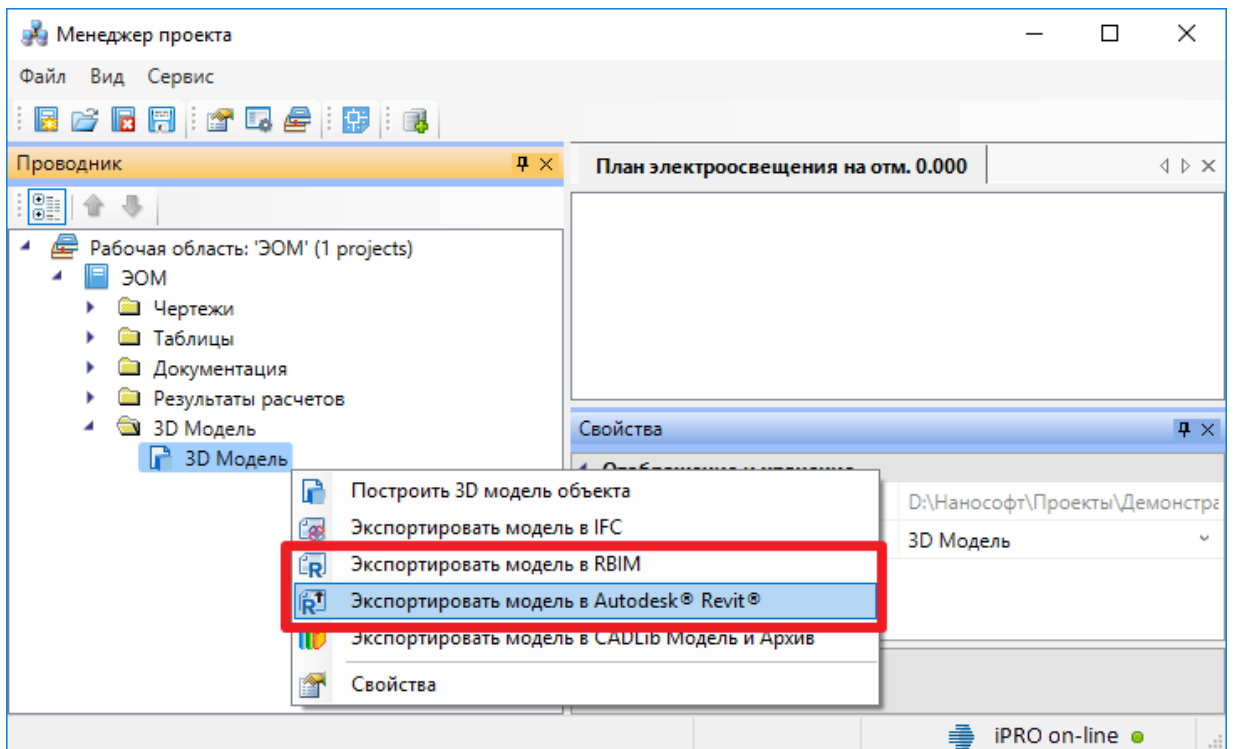 Менеджер проекта
Файл Вид Сервис
Проводник
План электроосвещения на отм. 0.000
Рабочая область: 'ЭОМ' (1 projects)
ЭОМ
Чертежи
Таблицы
Документация
Результаты расчетов
3D Модель
3D Модель
Свойства
D:\Нанософт\Проекты\Демонстра
3D Модель
Построить 3D модель объекта
Экспортировать модель в IFC
Экспортировать модель в RBIM
Экспортировать модель в Autodesk® Revit®
Экспортировать модель в CADLib Модель и Архив
Свойства
iPRO on-line